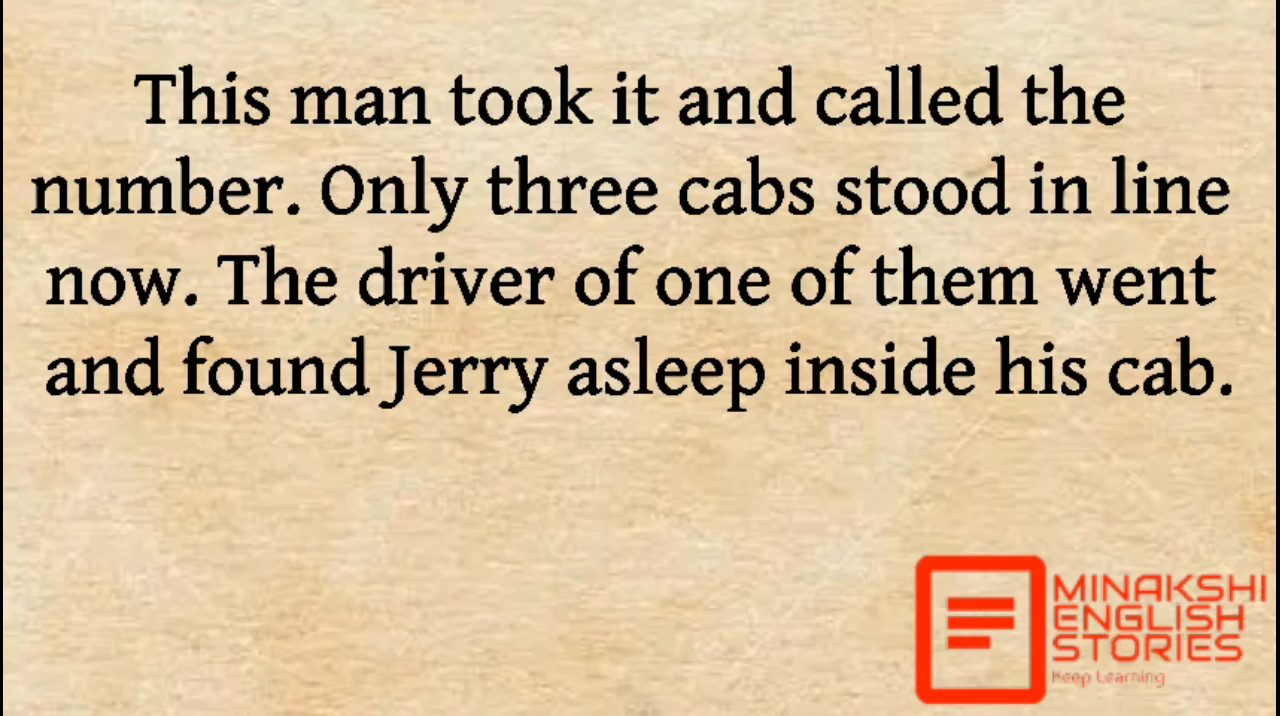 This man took it and called the
number. Only three cabs stood in line
now. The driver of one of them went
and found Jerry asleep inside his cab.
MINAKSHI
ENGLISH
STORIES
Keep Learning